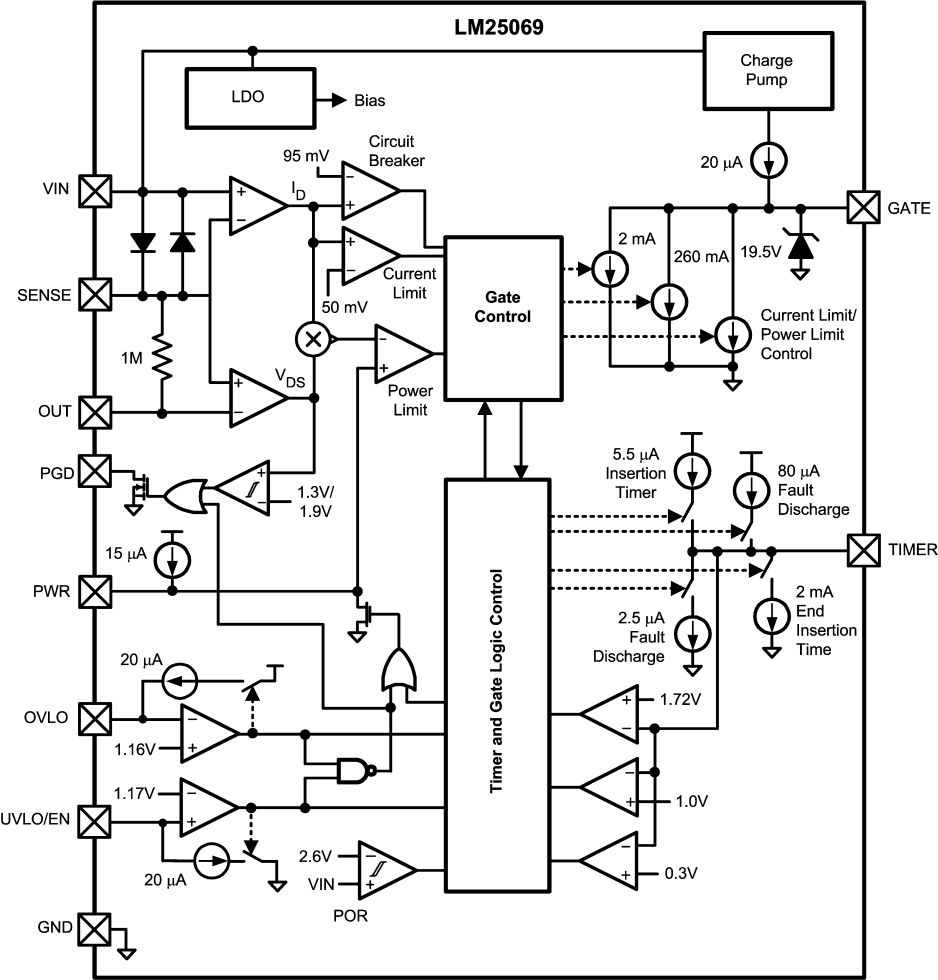 LM25069
Charge
Pump
LDO
Bias
20 μA
Circuit
Breaker
95 mV
VIN
ID
GATE
2 mA
260 mA
19.5V
SENSE
Current
Limit
50 mV
Gate
Control
Current Limit/
Power Limit
Control
1M
VDS
Power
Limit
OUT
PGD
1.3V/
1.9V
5.5 μA
Insertion
Timer
80 μA
Fault
Discharge
15 μA
TIMER
PWR
2.5 μA
Fault
Discharge
2 mA
End
Insertion
Time
Timer and Gate Logic Control
20 μA
OVLO
1.16V
1.72V
1.17V
1.0V
UVLO/EN
20 μA
2.6V
VIN
POR
0.3V
GND